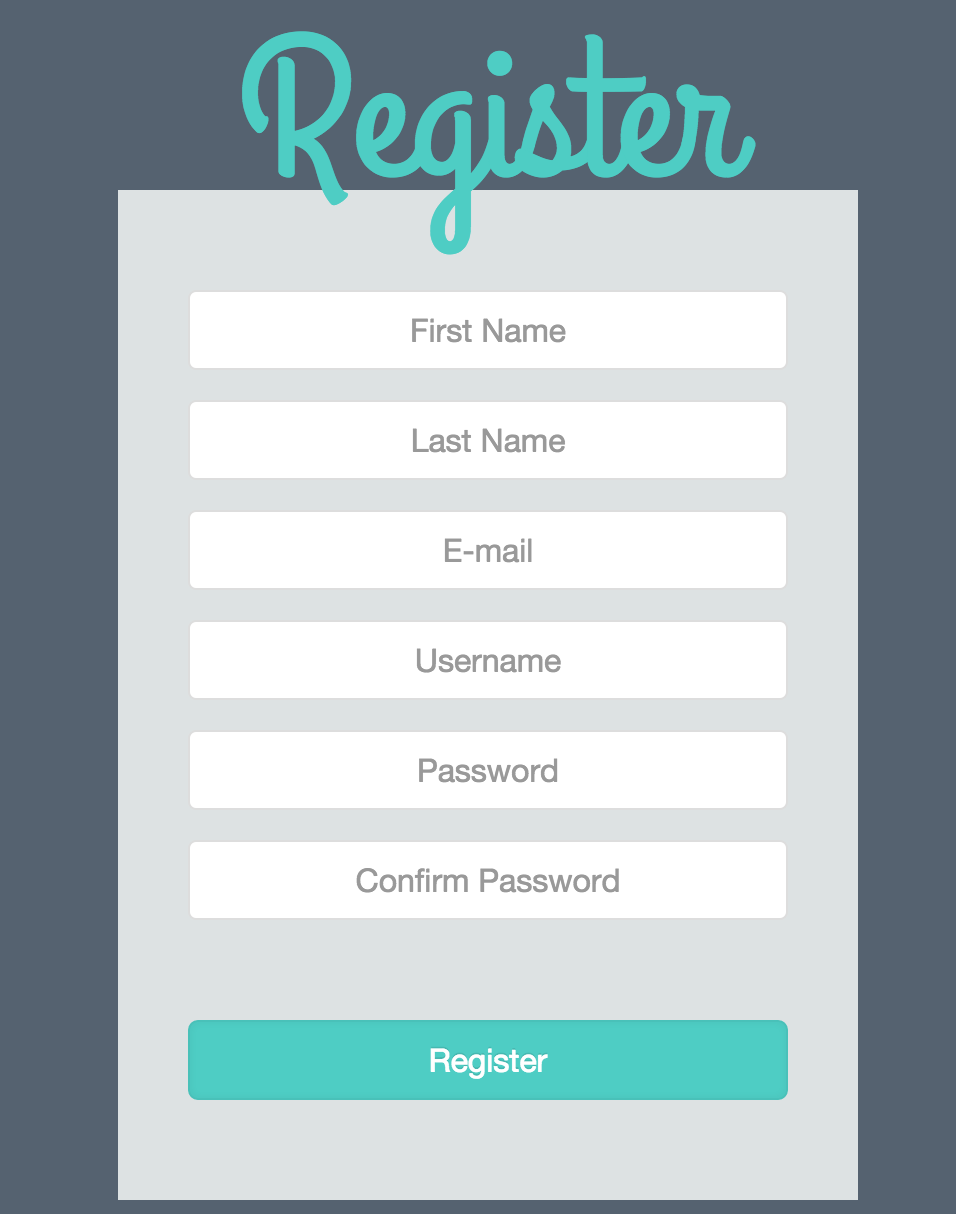 Register
First Name
Last Name
E-mail
Username
Password
Confirm Password
Register